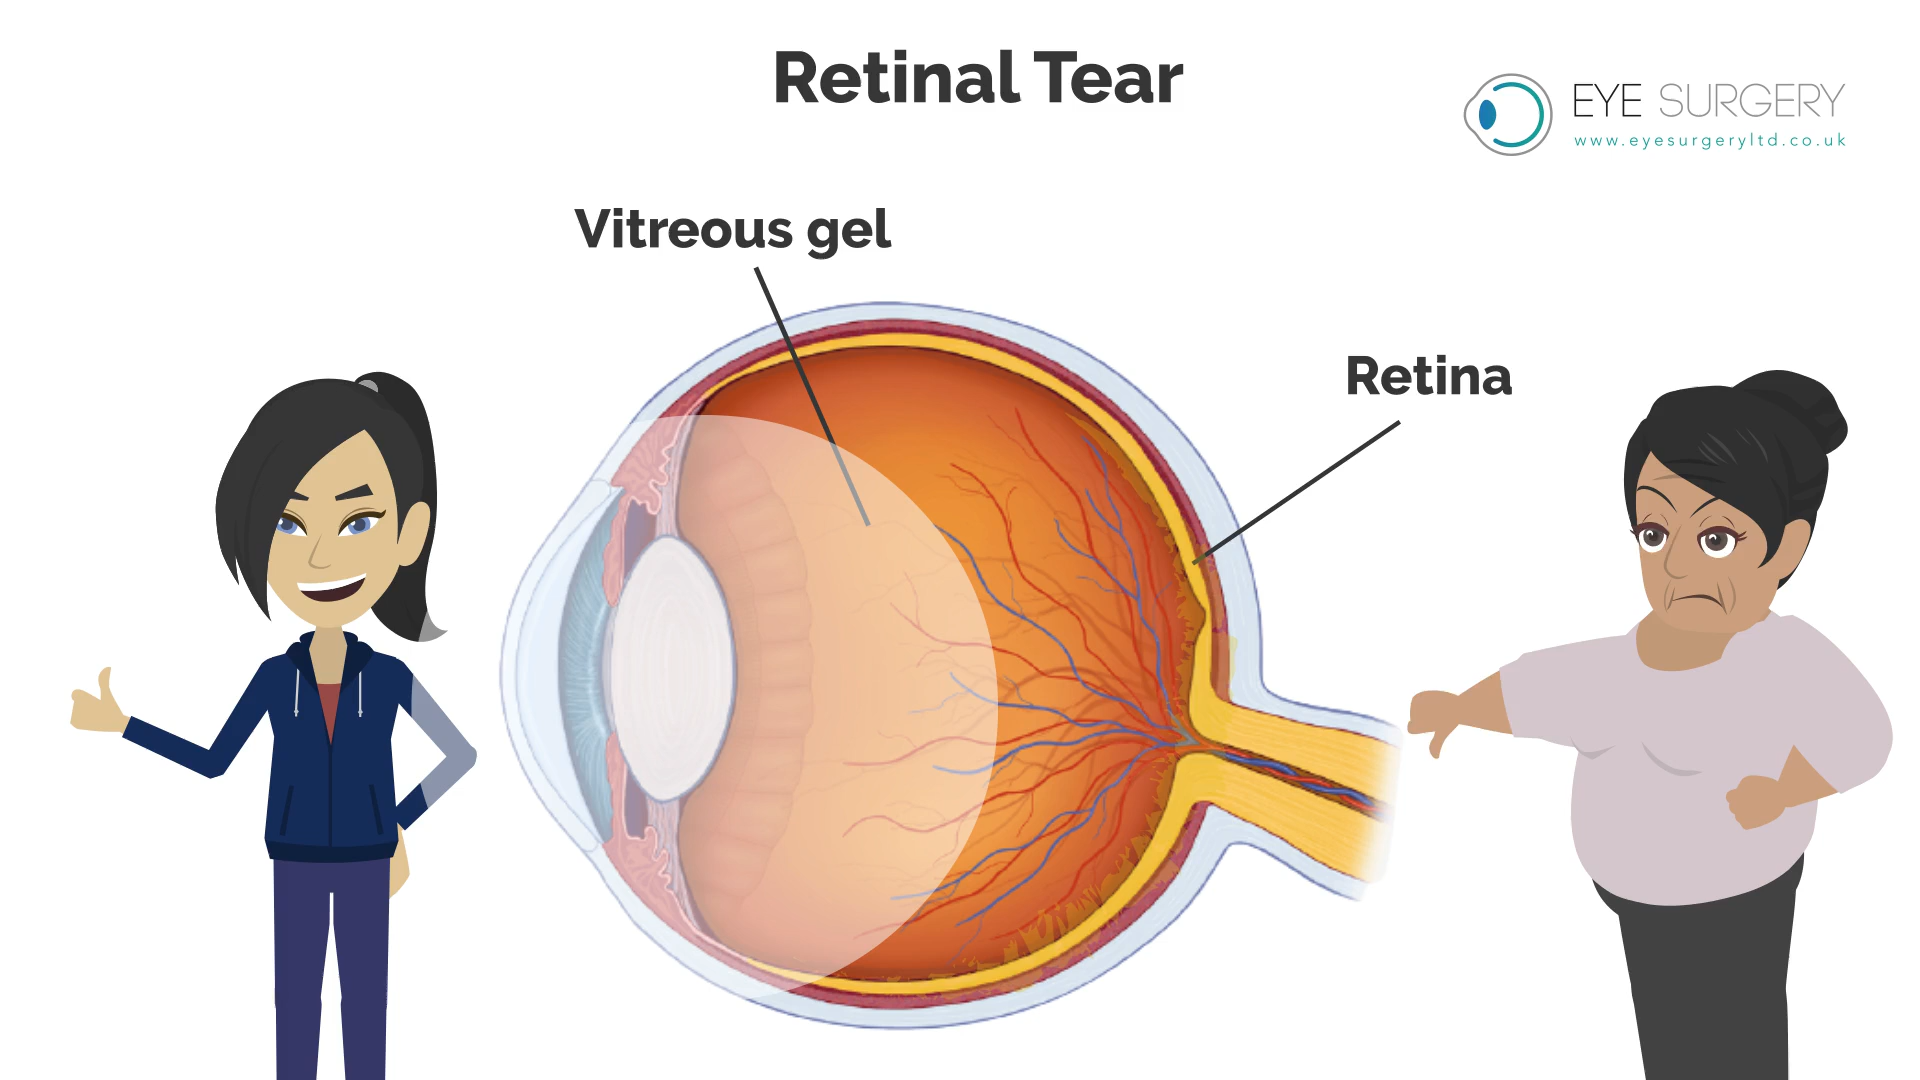 Retinal Tear
EYE SURGERY
www.eyesurgeryltd.co.uk
Vitreous gel
Retina